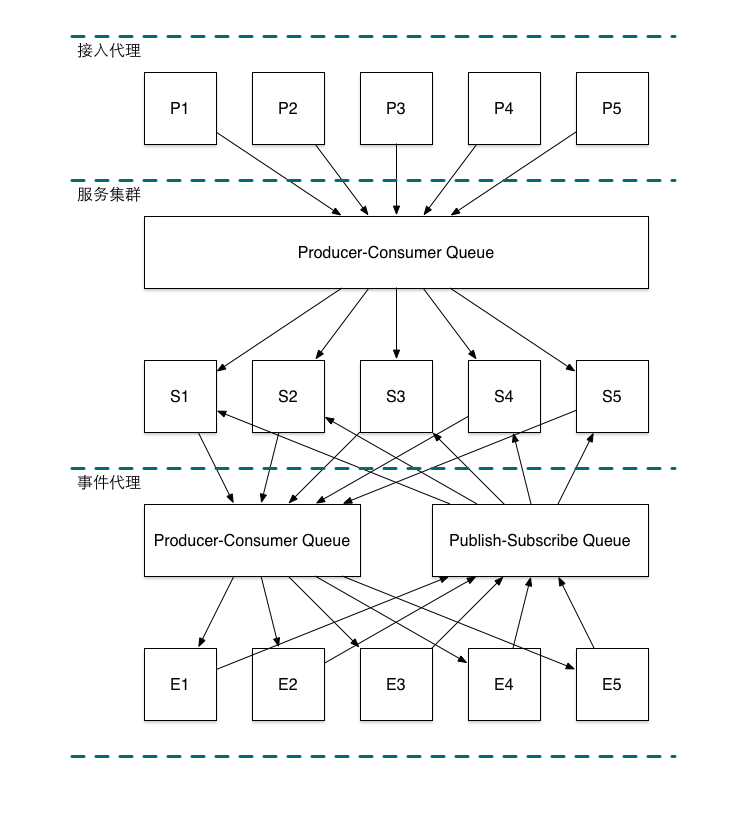 接入代理
P1
P2
P3
P4
P5
服务集群
Producer-Consumer Queue
S1
S2
S3
S4
S5
事件代理
Producer-Consumer Queue
Publish-Subscribe Queue
E1
E2
E3
E4
E5